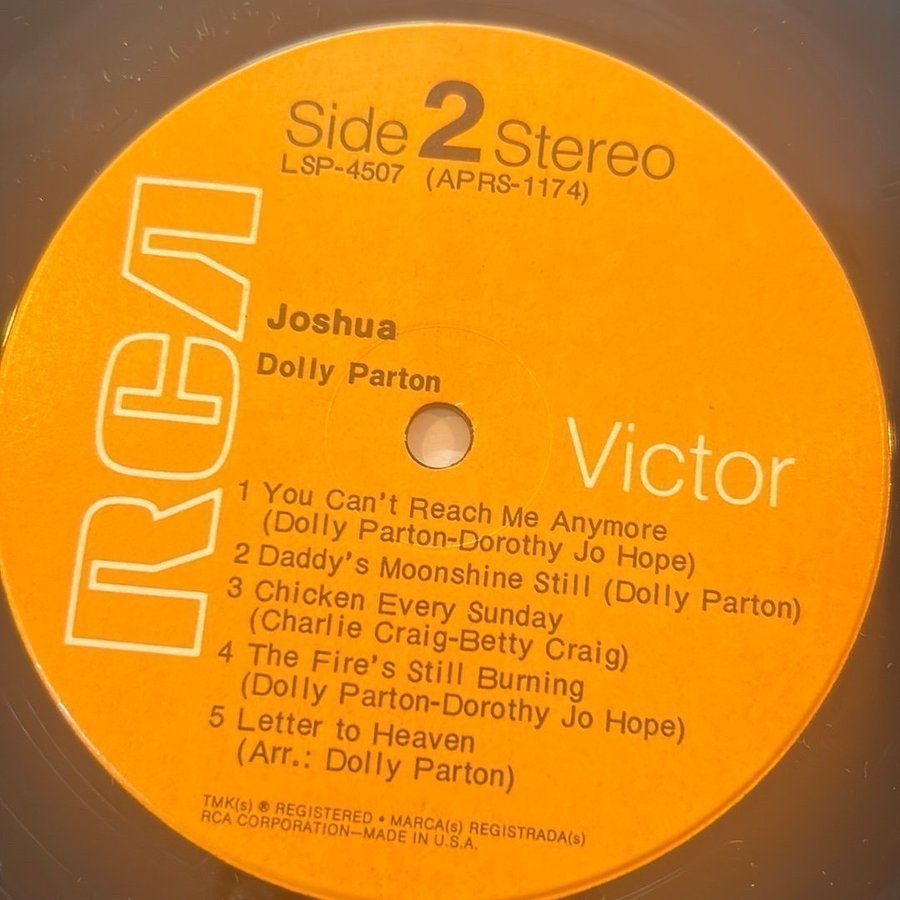 Side 2 Stereo
LSP-4507 (APRS-1174)
RCA
Joshua
Dolly Parton
Victor
1 You Can't Reach Me Anymore
(Dolly Parton-Dorothy Jo Hope)
2 Daddy's Moonshine Still (Dolly Parton)
3 Chicken Every Sunday
(Charlie Craig-Betty Craig)
4 The Fire's Still Burning
(Dolly Parton-Dorothy Jo Hope)
5 Letter to Heaven
(Arr.: Dolly Parton)
TMK(s) ® REGISTERED • MARCA(s) REGISTRADA(s)
RCA CORPORATION—MADE IN U.S.A.